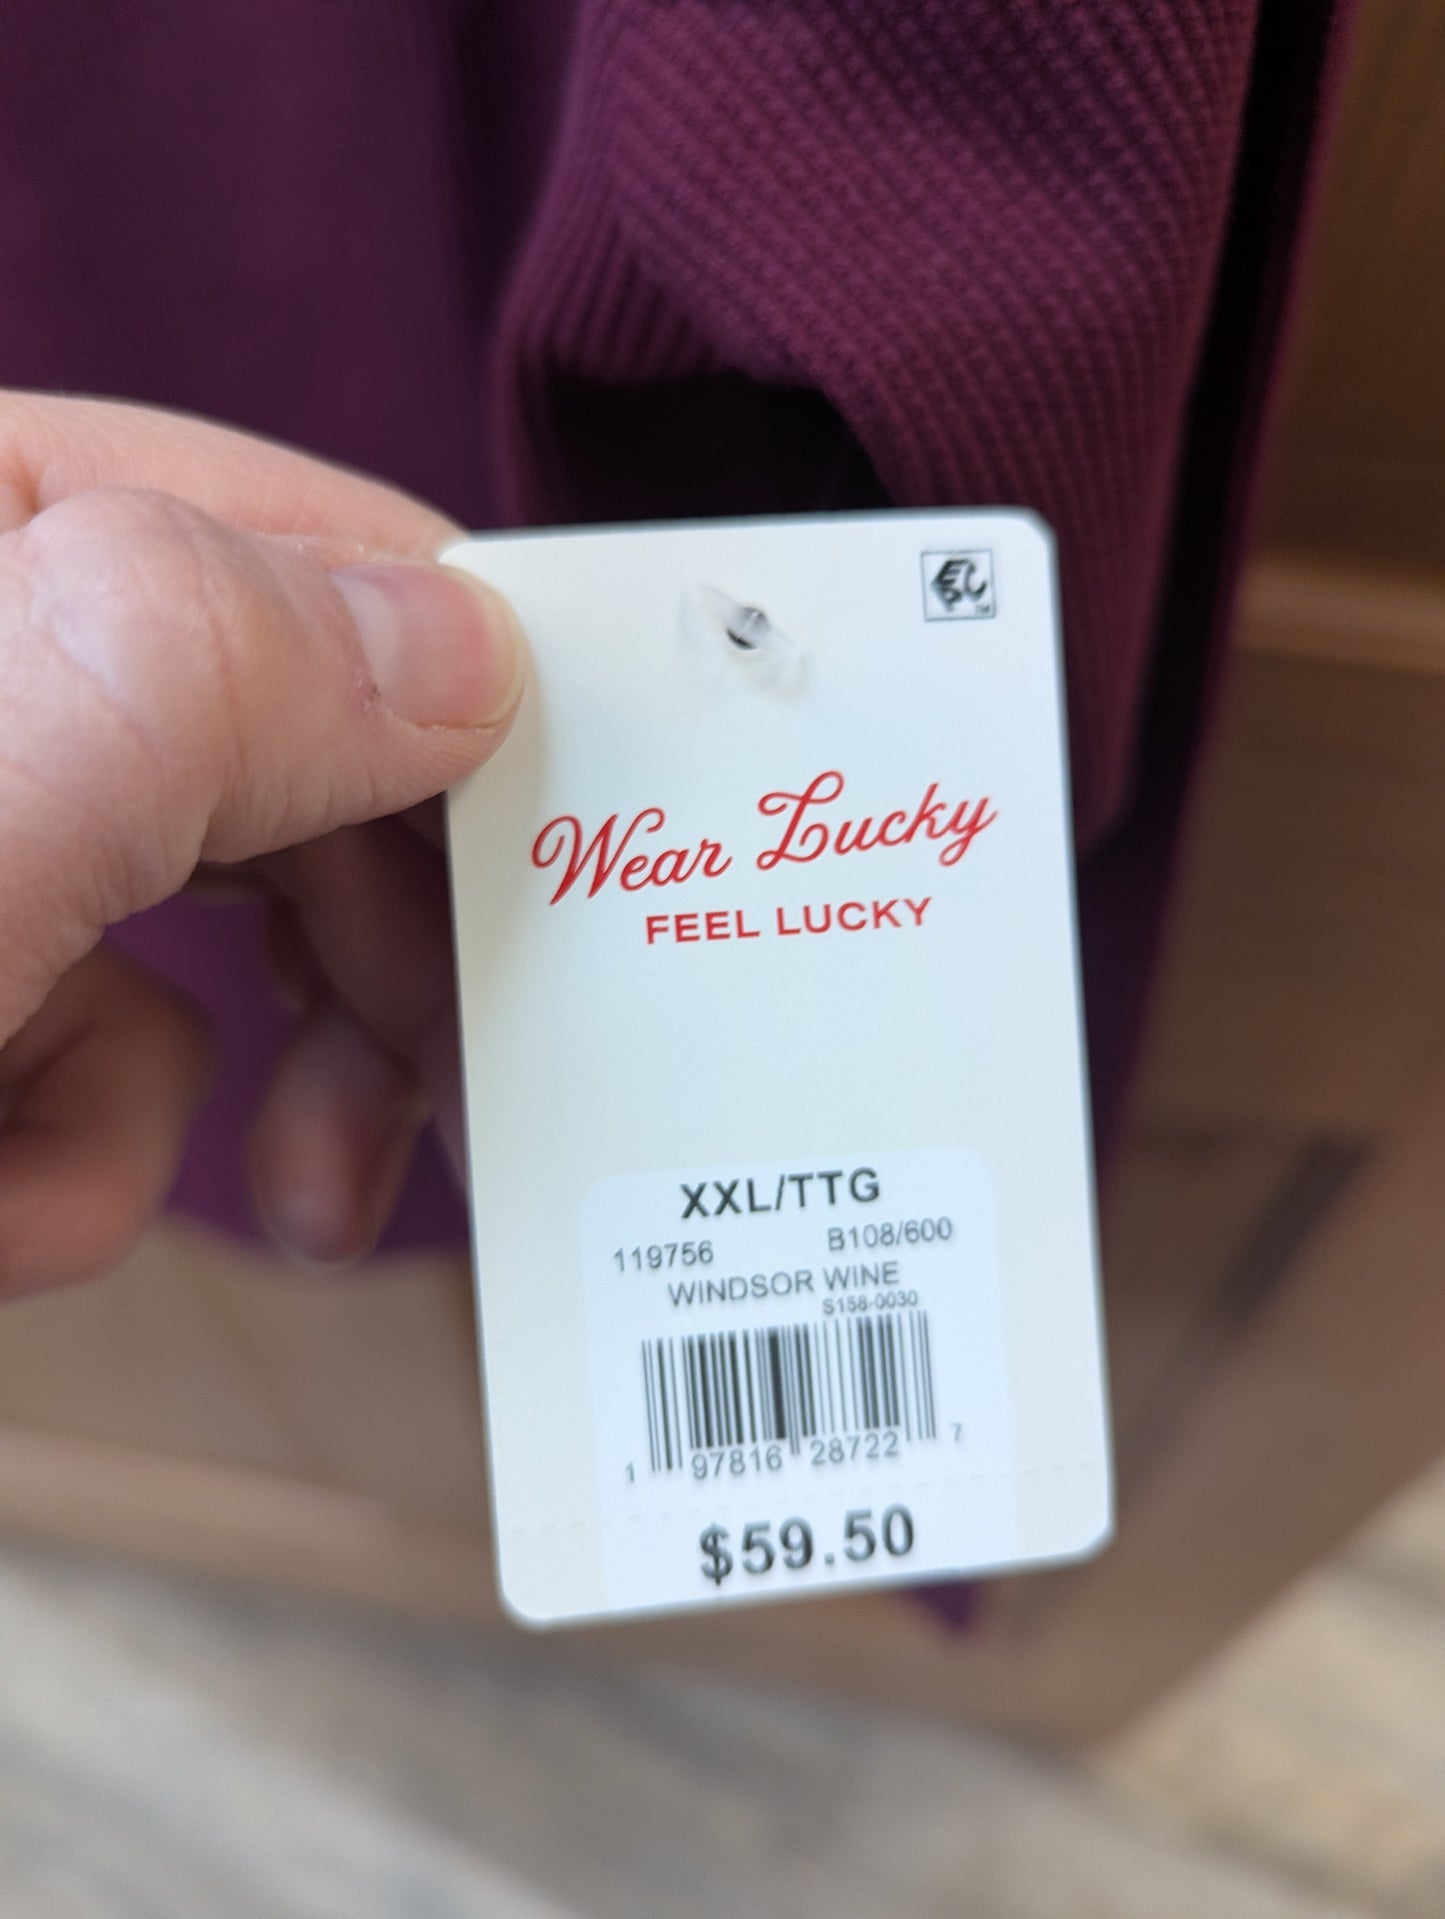 Wear Lucky
FEEL LUCKY
XXL/TTG
119756 B108/600
WINDSOR WINE
S158-0030
1 97816 28722 7
$59.50